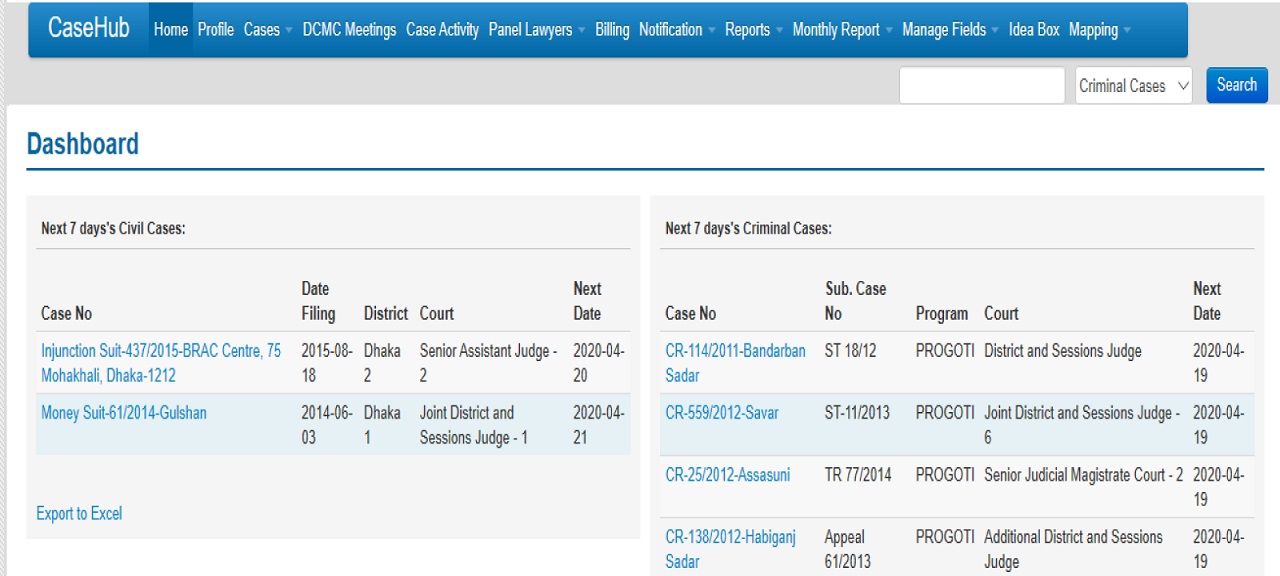 CaseHub Home Profile Cases DCMC Meetings Case Activity Panel Lawyers Billing Notification Reports Monthly Report Manage Fields Idea Box Mapping
Criminal Cases Search
Dashboard
Next 7 days's Civil Cases:
Date Next
Case No Filing District Court Date
Injunction Suit-437/2015-BRAC Centre, 75 2015-08- Dhaka Senior Assistant Judge - 2020-04-
Mohakhali, Dhaka-1212 18 2 2 20
Money Suit-61/2014-Gulshan 2014-06- Dhaka Joint District and 2020-04-
03 1 Sessions Judge - 1 21
Export to Excel
Next 7 days's Criminal Cases:
Sub. Case Next
Case No No Program Court Date
CR-114/2011-Bandarban ST 18/12 PROGOTI District and Sessions Judge 2020-04-
Sadar 19
CR-559/2012-Savar ST-11/2013 PROGOTI Joint District and Sessions Judge - 2020-04-
6 19
CR-25/2012-Assasuni TR 77/2014 PROGOTI Senior Judicial Magistrate Court - 2 2020-04-
19
CR-138/2012-Habiganj Appeal PROGOTI Additional District and Sessions 2020-04-
Sadar 61/2013 Judge 19